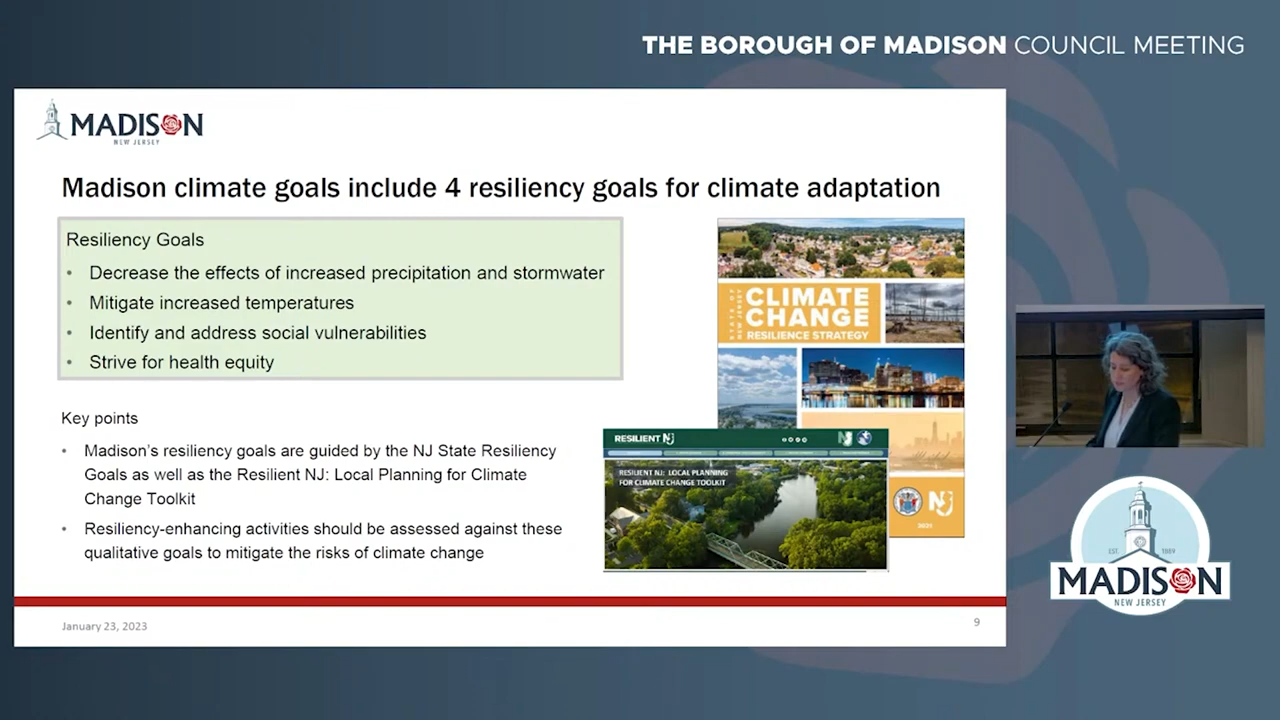 THE BOROUGH OF MADISON COUNCIL MEETING
MADISON
NEW JERSEY
Madison climate goals include 4 resiliency goals for climate adaptation
Resiliency Goals
• Decrease the effects of increased precipitation and stormwater
• Mitigate increased temperatures
• Identify and address social vulnerabilities
• Strive for health equity
STATE OF
NEW JERSEY
CLIMATE
CHANGE
RESILIENCE STRATEGY
Key points
• Madison's resiliency goals are guided by the NJ State Resiliency
Goals as well as the Resilient NJ: Local Planning for Climate
Change Toolkit
• Resiliency-enhancing activities should be assessed against these
qualitative goals to mitigate the risks of climate change
RESILIENT NJ
RESILIENT NJ: LOCAL PLANNING
FOR CLIMATE CHANGE TOOLKIT
NJ
2021
January 23, 2023
9
EST. 1889
MADISON
NEW JERSEY